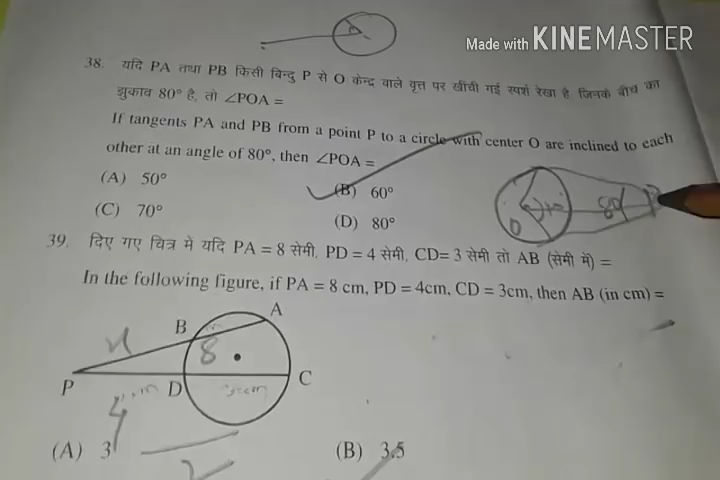 Made with KINEMASTER
38. यदि PA तथा PB किसी बिन्दु P से O केन्द्र वाले वृत्त पर खींची गई स्पर्श रेखा है जिनके बीच का
झुकाव 80° है, तो ∠POA =
If tangents PA and PB from a point P to a circle with center O are inclined to each
other at an angle of 80°, then ∠POA =
(A) 50°
(B) 60°
(C) 70°
(D) 80°
80
P
O
39. दिए गए चित्र में यदि PA = 8 सेमी, PD = 4 सेमी, CD= 3 सेमी तो AB (सेमी में) =
In the following figure, if PA = 8 cm, PD = 4cm, CD = 3cm, then AB (in cm) =
A
B
8
P
D
C
4
3 cm
(A) 3
(B) 3.5